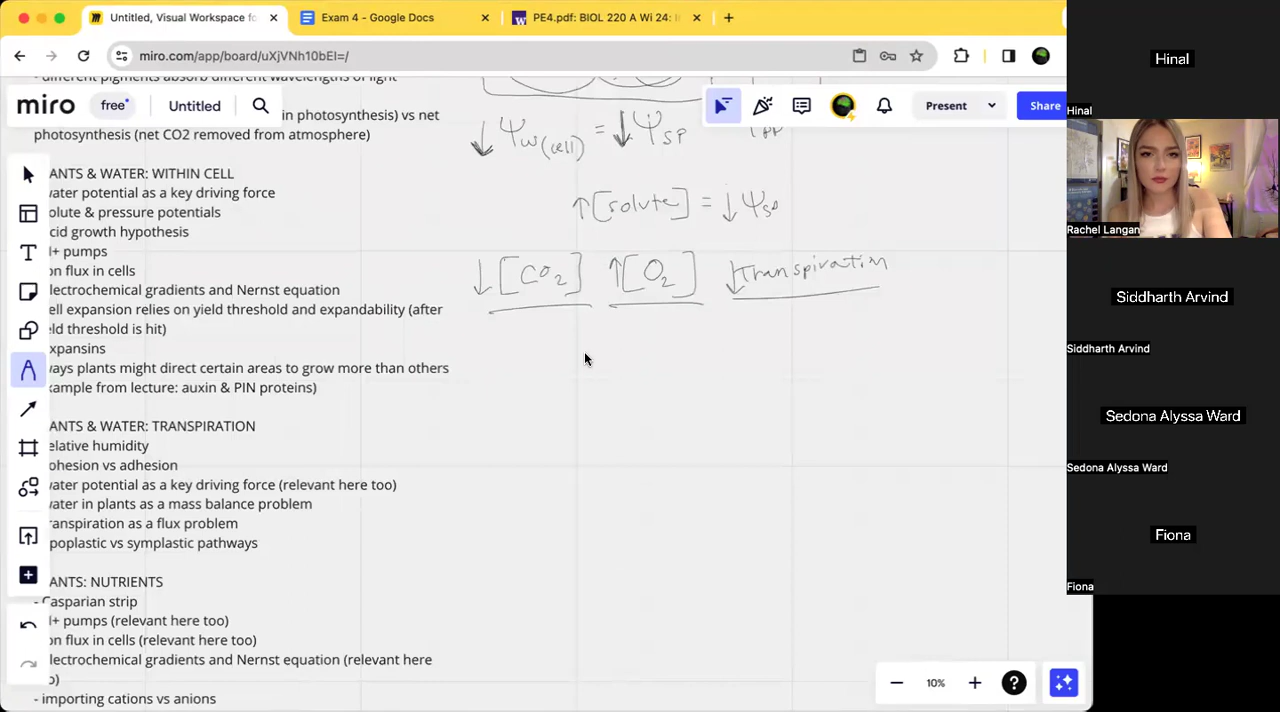 Untitled, Visual Workspace fo
Exam 4 - Google Docs
PE4.pdf: BIOL 220 A Wi 24: I
miro.com/app/board/uXjVNh10bEI=/
- different pigments absorb different wavelengths of light
miro
free
Untitled
Present
Share
in photosynthesis) vs net
photosynthesis (net CO2 removed from atmosphere)
ANTS & WATER: WITHIN CELL
water potential as a key driving force
olute & pressure potentials
cid growth hypothesis
+ pumps
on flux in cells
lectrochemical gradients and Nernst equation
ell expansion relies on yield threshold and expandability (after
eld threshold is hit)
xpansins
ways plants might direct certain areas to grow more than others
xample from lecture: auxin & PIN proteins)
ANTS & WATER: TRANSPIRATION
elative humidity
ohesion vs adhesion
water potential as a key driving force (relevant here too)
water in plants as a mass balance problem
ranspiration as a flux problem
poplastic vs symplastic pathways
ANTS: NUTRIENTS
- Casparian strip
+ pumps (relevant here too)
on flux in cells (relevant here too)
lectrochemical gradients and Nernst equation (relevant here
o)
- importing cations vs anions
↓ Ψw(cell) = ↓ Ψsp
↑[solute] = ↓Ψsp
↓[CO2] ↑[O2] ↓Transpiration
10%
Hinal
Hinal
Rachel Langan
Siddharth Arvind
Siddharth Arvind
Sedona Alyssa Ward
Sedona Alyssa Ward
Fiona
Fiona